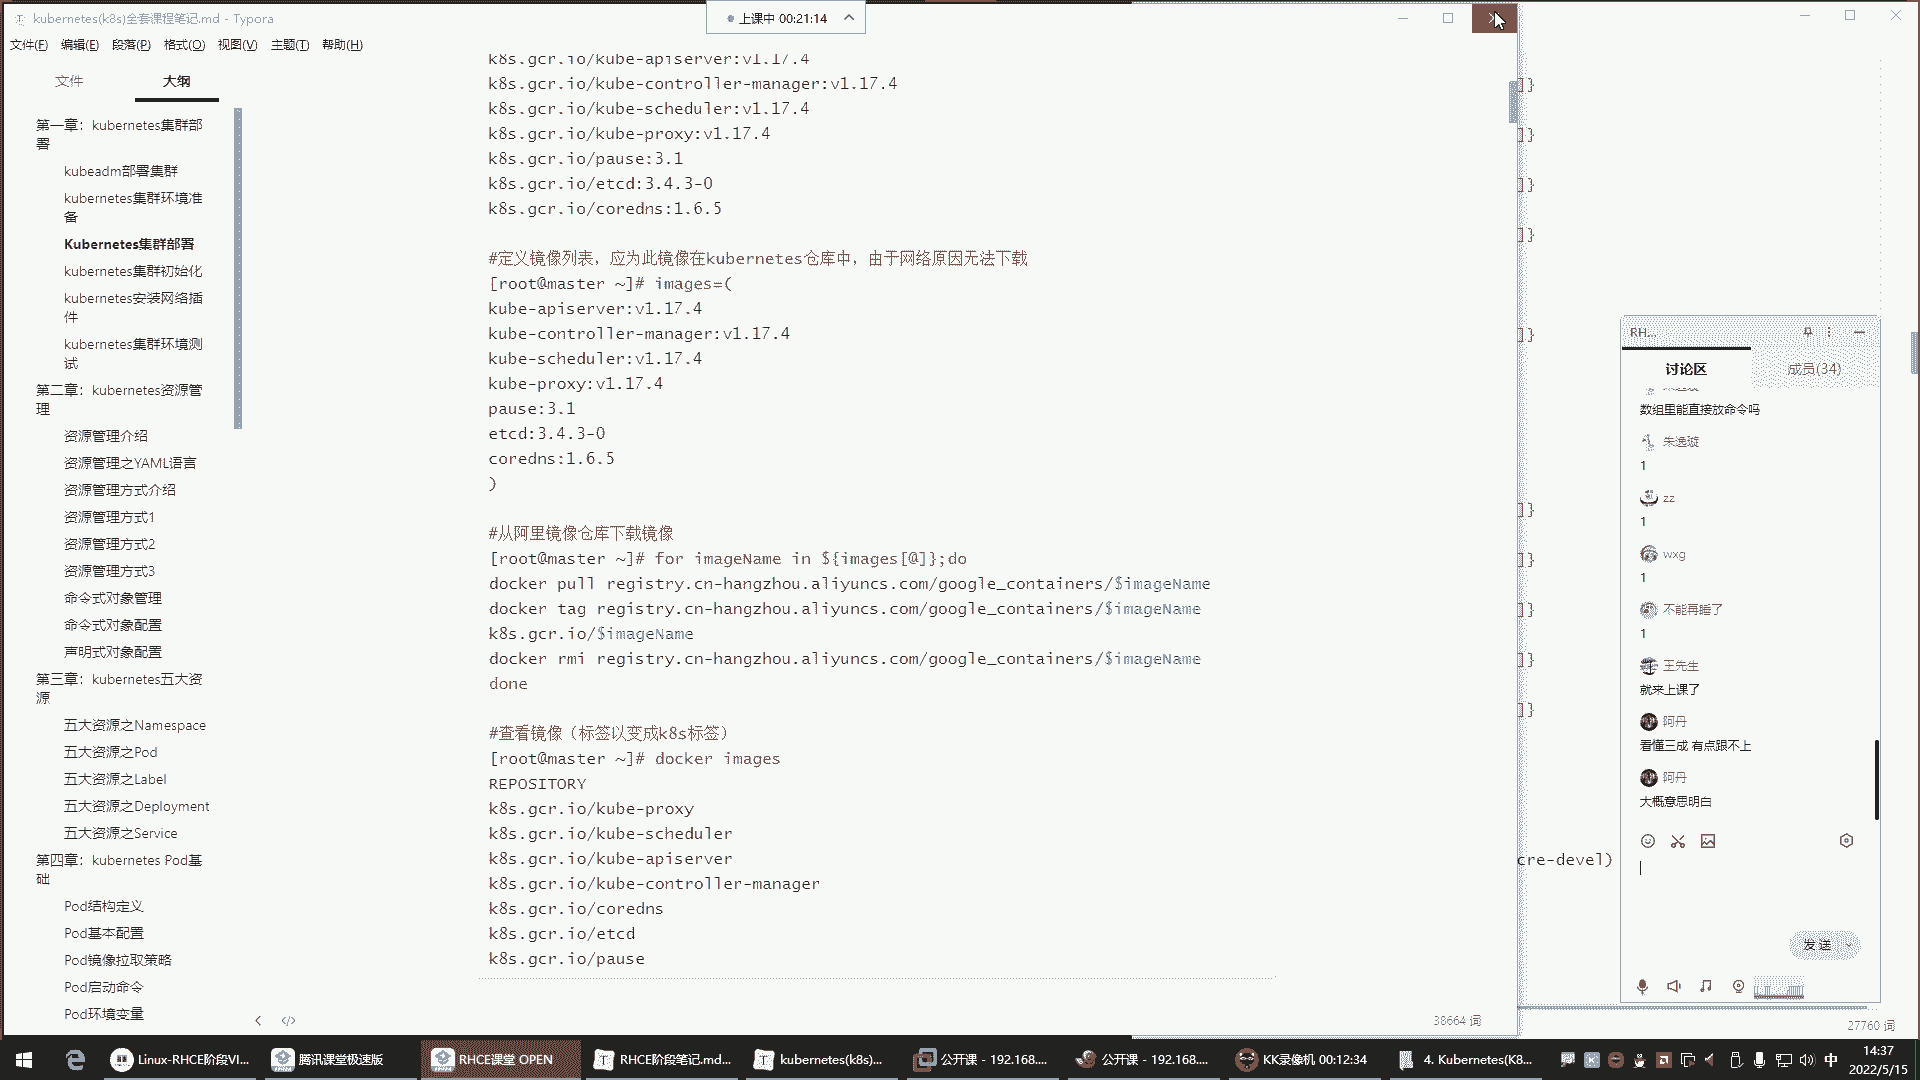 kubernetes(k8s)全套课程笔记.md - Typora
上课中 00:21:14
文件(F) 编辑(E) 段落(P) 格式(O) 视图(V) 主题(T) 帮助(H)
文件 大纲
第一章：kubernetes集群部
署
kubeadm部署集群
kubernetes集群环境准
备
Kubernetes集群部署
kubernetes集群初始化
kubernetes安装网络插
件
kubernetes集群环境测
试
第二章：kubernetes资源管
理
资源管理介绍
资源管理之YAML语言
资源管理方式介绍
资源管理方式1
资源管理方式2
资源管理方式3
命令式对象管理
命令式对象配置
声明式对象配置
第三章：kubernetes五大资
源
五大资源之Namespace
五大资源之Pod
五大资源之Label
五大资源之Deployment
五大资源之Service
第四章：kubernetes Pod基
础
Pod结构定义
Pod基本配置
Pod镜像拉取策略
Pod启动命令
Pod环境变量
k8s.gcr.io/kube-apiserver:v1.17.4
k8s.gcr.io/kube-controller-manager:v1.17.4
k8s.gcr.io/kube-scheduler:v1.17.4
k8s.gcr.io/kube-proxy:v1.17.4
k8s.gcr.io/pause:3.1
k8s.gcr.io/etcd:3.4.3-0
k8s.gcr.io/coredns:1.6.5
#定义镜像列表，应为此镜像在kubernetes仓库中，由于网络原因无法下载
[root@master ~]# images=(
kube-apiserver:v1.17.4
kube-controller-manager:v1.17.4
kube-scheduler:v1.17.4
kube-proxy:v1.17.4
pause:3.1
etcd:3.4.3-0
coredns:1.6.5
)
#从阿里镜像仓库下载镜像
[root@master ~]# for imageName in ${images[@]};do
docker pull registry.cn-hangzhou.aliyuncs.com/google_containers/$imageName
docker tag registry.cn-hangzhou.aliyuncs.com/google_containers/$imageName
k8s.gcr.io/$imageName
docker rmi registry.cn-hangzhou.aliyuncs.com/google_containers/$imageName
done
#查看镜像（标签以变成k8s标签）
[root@master ~]# docker images
REPOSITORY
k8s.gcr.io/kube-proxy
k8s.gcr.io/kube-scheduler
k8s.gcr.io/kube-apiserver
k8s.gcr.io/kube-controller-manager
k8s.gcr.io/coredns
k8s.gcr.io/etcd
k8s.gcr.io/pause
38664 词
]}
]}
]}
]}
]}
]}
]}
]}
]}
]}
cre-devel)
27760 词
RH...
讨论区 成员(34)
数组里能直接放命令吗
朱逸璇
1
zz
1
wxg
1
不能再睡了
1
王先生
就来上课了
阿丹
看懂三成 有点跟不上
阿丹
大概意思明白
发送
Linux-RHCE阶段VI... 腾讯课堂极速版 RHCE课堂 OPEN RHCE阶段笔记.md... kubernetes(k8s)... 公开课 - 192.168.... 公开课 - 192.168.... KK录像机 00:12:34 4. Kubernetes(K8... 中 14:37
2022/5/15